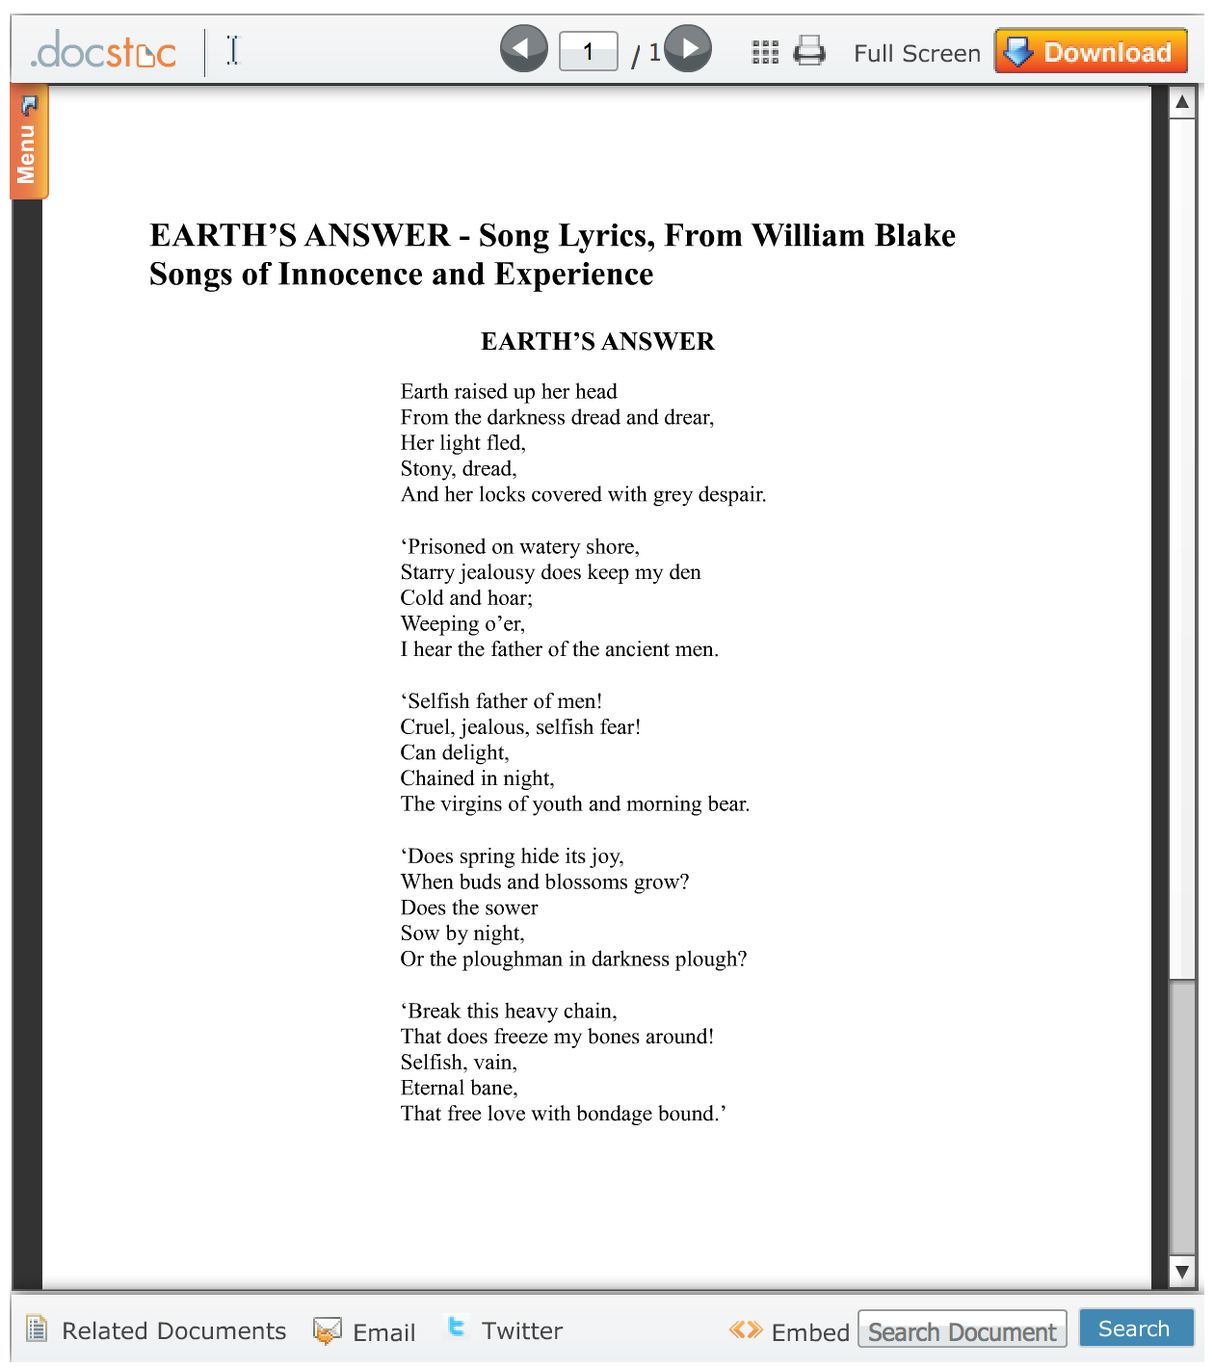 .docstoc
1 / 1
Full Screen
Download
Menu
EARTH’S ANSWER - Song Lyrics, From William Blake
Songs of Innocence and Experience
EARTH’S ANSWER
Earth raised up her head
From the darkness dread and drear,
Her light fled,
Stony, dread,
And her locks covered with grey despair.
‘Prisoned on watery shore,
Starry jealousy does keep my den
Cold and hoar;
Weeping o’er,
I hear the father of the ancient men.
‘Selfish father of men!
Cruel, jealous, selfish fear!
Can delight,
Chained in night,
The virgins of youth and morning bear.
‘Does spring hide its joy,
When buds and blossoms grow?
Does the sower
Sow by night,
Or the ploughman in darkness plough?
‘Break this heavy chain,
That does freeze my bones around!
Selfish, vain,
Eternal bane,
That free love with bondage bound.’
Related Documents
Email
Twitter
Embed
Search Document
Search